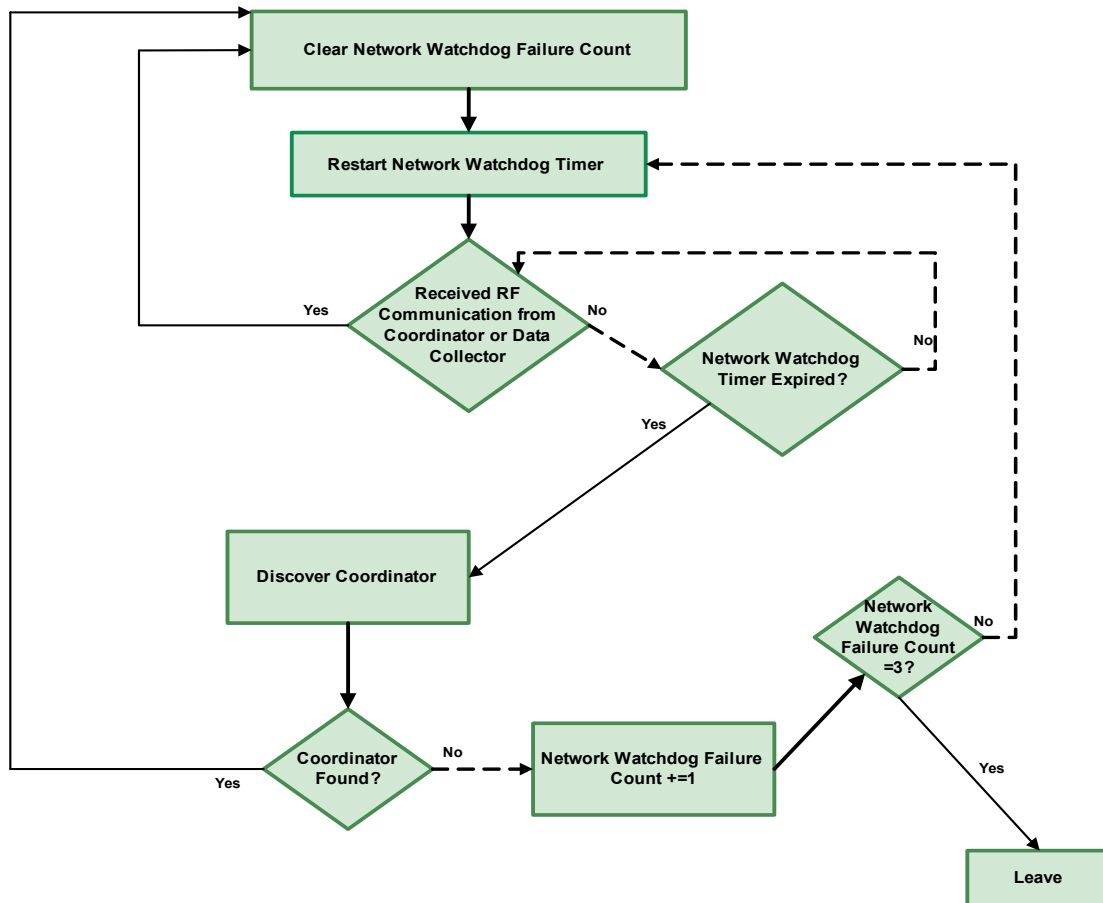 Clear Network Watchdog Failure Count
Restart Network Watchdog Timer
Received RF
Communication from
Coordinator or Data
Collector
Yes
No
Network Watchdog
Timer Expired?
No
Yes
Discover Coordinator
Network
Watchdog
Failure Count
=3?
No
Yes
Coordinator
Found?
Yes
No
Network Watchdog Failure
Count +=1
Leave